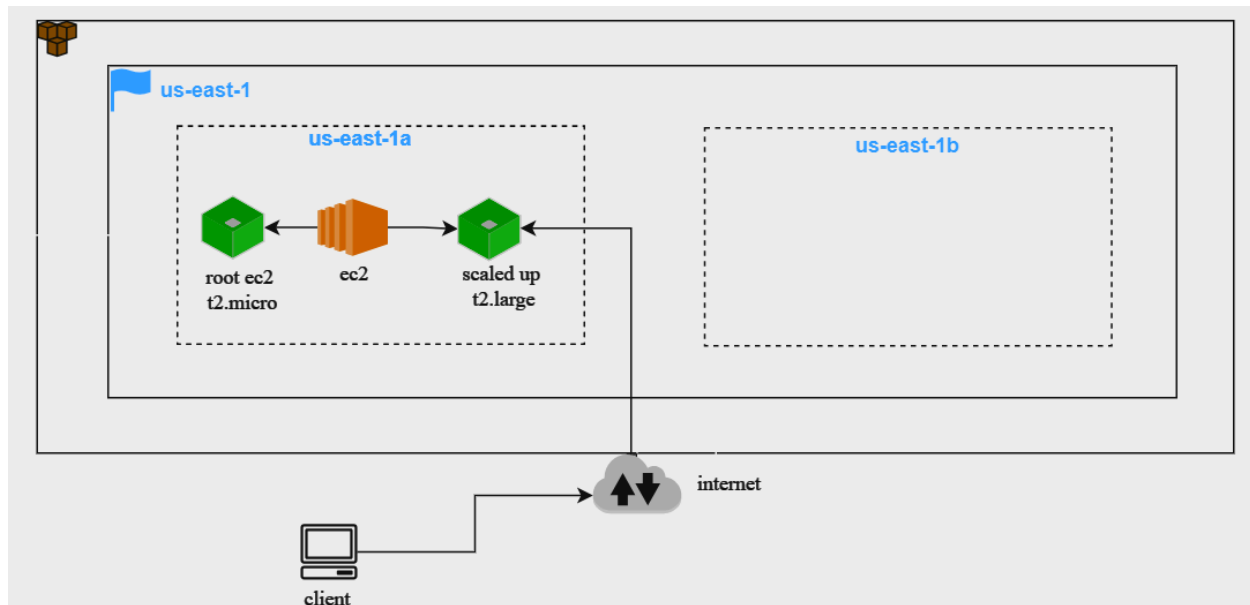 us-east-1
us-east-1a
us-east-1b
root ec2
t2.micro
ec2
scaled up
t2.large
internet
client